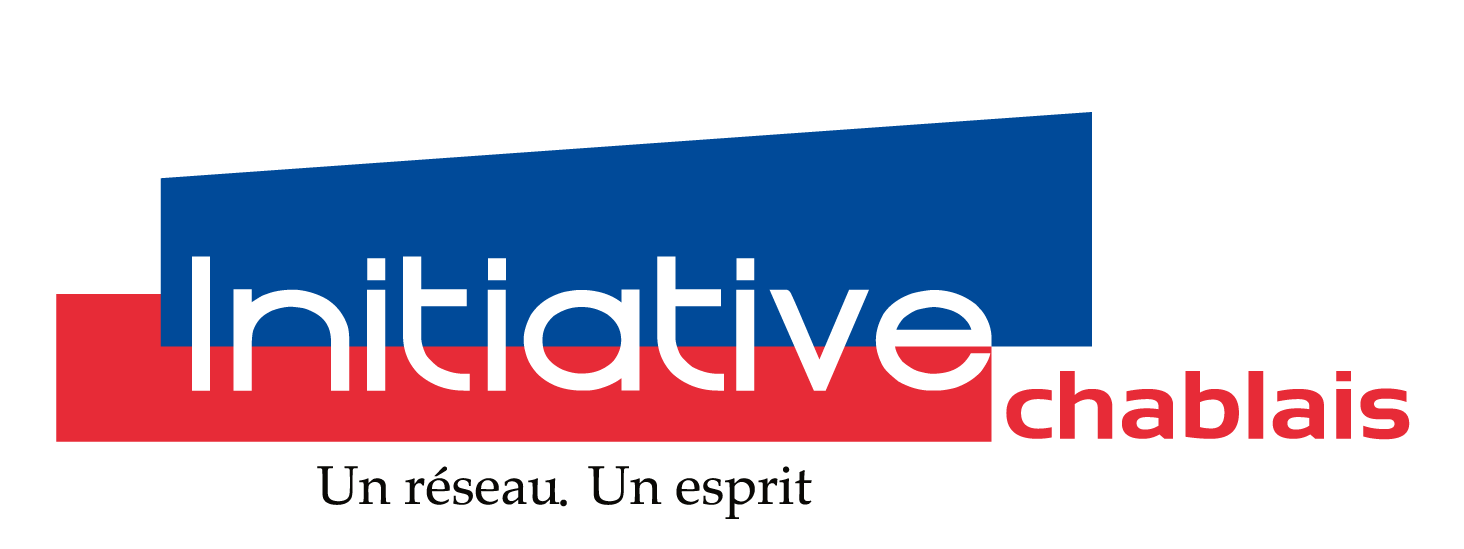 Initiative
chablais
Un réseau. Un esprit